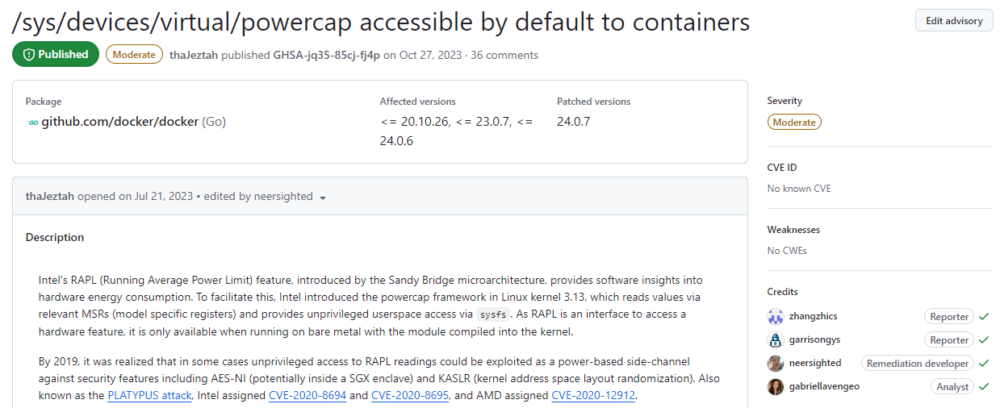 /sys/devices/virtual/powercap accessible by default to containers
Edit advisory
Published Moderate thaJeztah published GHSA-jq35-85cj-fj4p on Oct 27, 2023 · 36 comments
Package
GO github.com/docker/docker (Go)
Affected versions
<= 20.10.26, <= 23.0.7, <=
24.0.6
Patched versions
24.0.7
thaJeztah opened on Jul 21, 2023 • edited by neersighted
Description
Intel's RAPL (Running Average Power Limit) feature, introduced by the Sandy Bridge microarchitecture, provides software insights into
hardware energy consumption. To facilitate this, Intel introduced the powercap framework in Linux kernel 3.13, which reads values via
relevant MSRs (model specific registers) and provides unprivileged userspace access via sysfs. As RAPL is an interface to access a
hardware feature, it is only available when running on bare metal with the module compiled into the kernel.
By 2019, it was realized that in some cases unprivileged access to RAPL readings could be exploited as a power-based side-channel
against security features including AES-NI (potentially inside a SGX enclave) and KASLR (kernel address space layout randomization). Also
known as the PLATYPUS attack, Intel assigned CVE-2020-8694 and CVE-2020-8695, and AMD assigned CVE-2020-12912.
Severity
Moderate
CVE ID
No known CVE
Weaknesses
No CWEs
Credits
zhangzhics Reporter
garrisongys Reporter
neersighted Remediation developer
gabriellavengeo Analyst